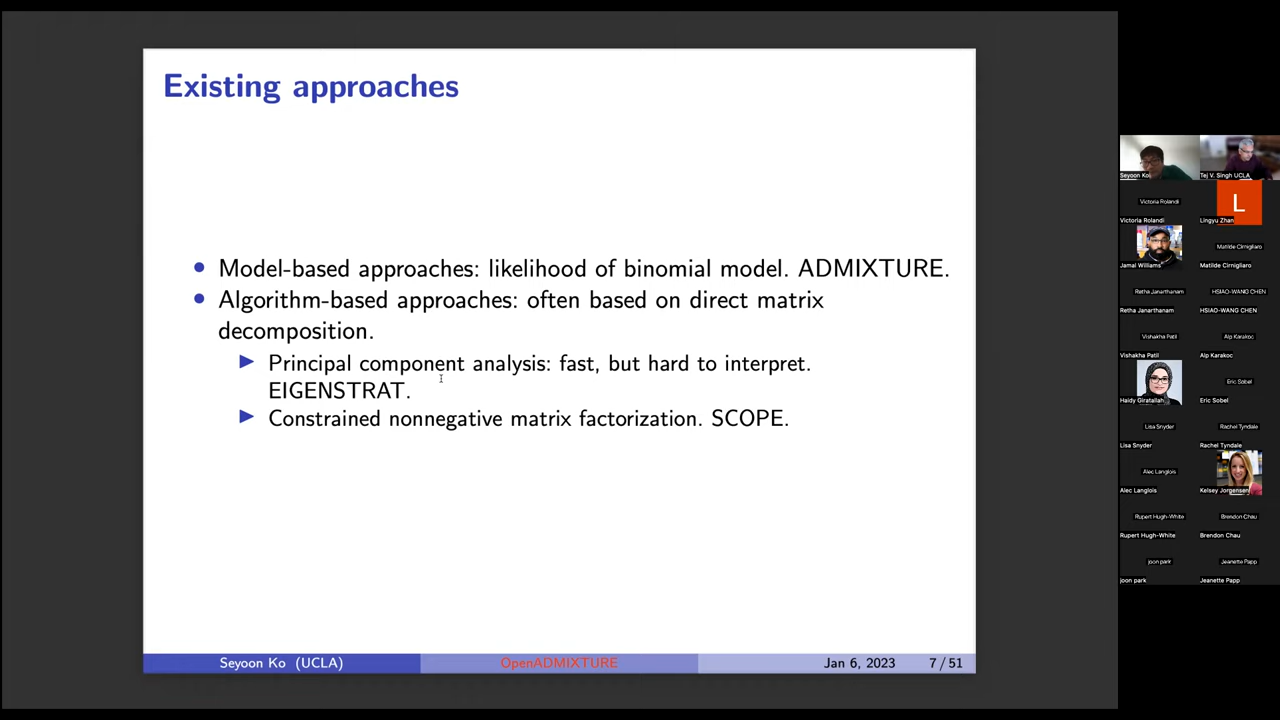 Existing approaches
• Model-based approaches: likelihood of binomial model. ADMIXTURE.
• Algorithm-based approaches: often based on direct matrix
decomposition.
▶ Principal component analysis: fast, but hard to interpret.
EIGENSTRAT.
▶ Constrained nonnegative matrix factorization. SCOPE.
Seyoon Ko (UCLA)
OpenADMIXTURE
Jan 6, 2023
7 / 51
Seyoon Ko
Tej V. Singh UCLA
Victoria Rolandi
Victoria Rolandi
L
Lingyu Zhan
Jamal Williams
Matilde Cirnigliaro
Matilde Cirnigliaro
Retha Janarthanam
Retha Janarthanam
HSIAO-WANG CHEN
HSIAO-WANG CHEN
Vishakha Patil
Vishakha Patil
Alp Karakoc
Alp Karakoc
Haidy Giratallah
Eric Sobel
Eric Sobel
Lisa Snyder
Lisa Snyder
Rachel Tyndale
Rachel Tyndale
Alec Langlois
Alec Langlois
Kelsey Jorgensen
Rupert Hugh-White
Rupert Hugh-White
Brendon Chau
Brendon Chau
joon park
joon park
Jeanette Papp
Jeanette Papp